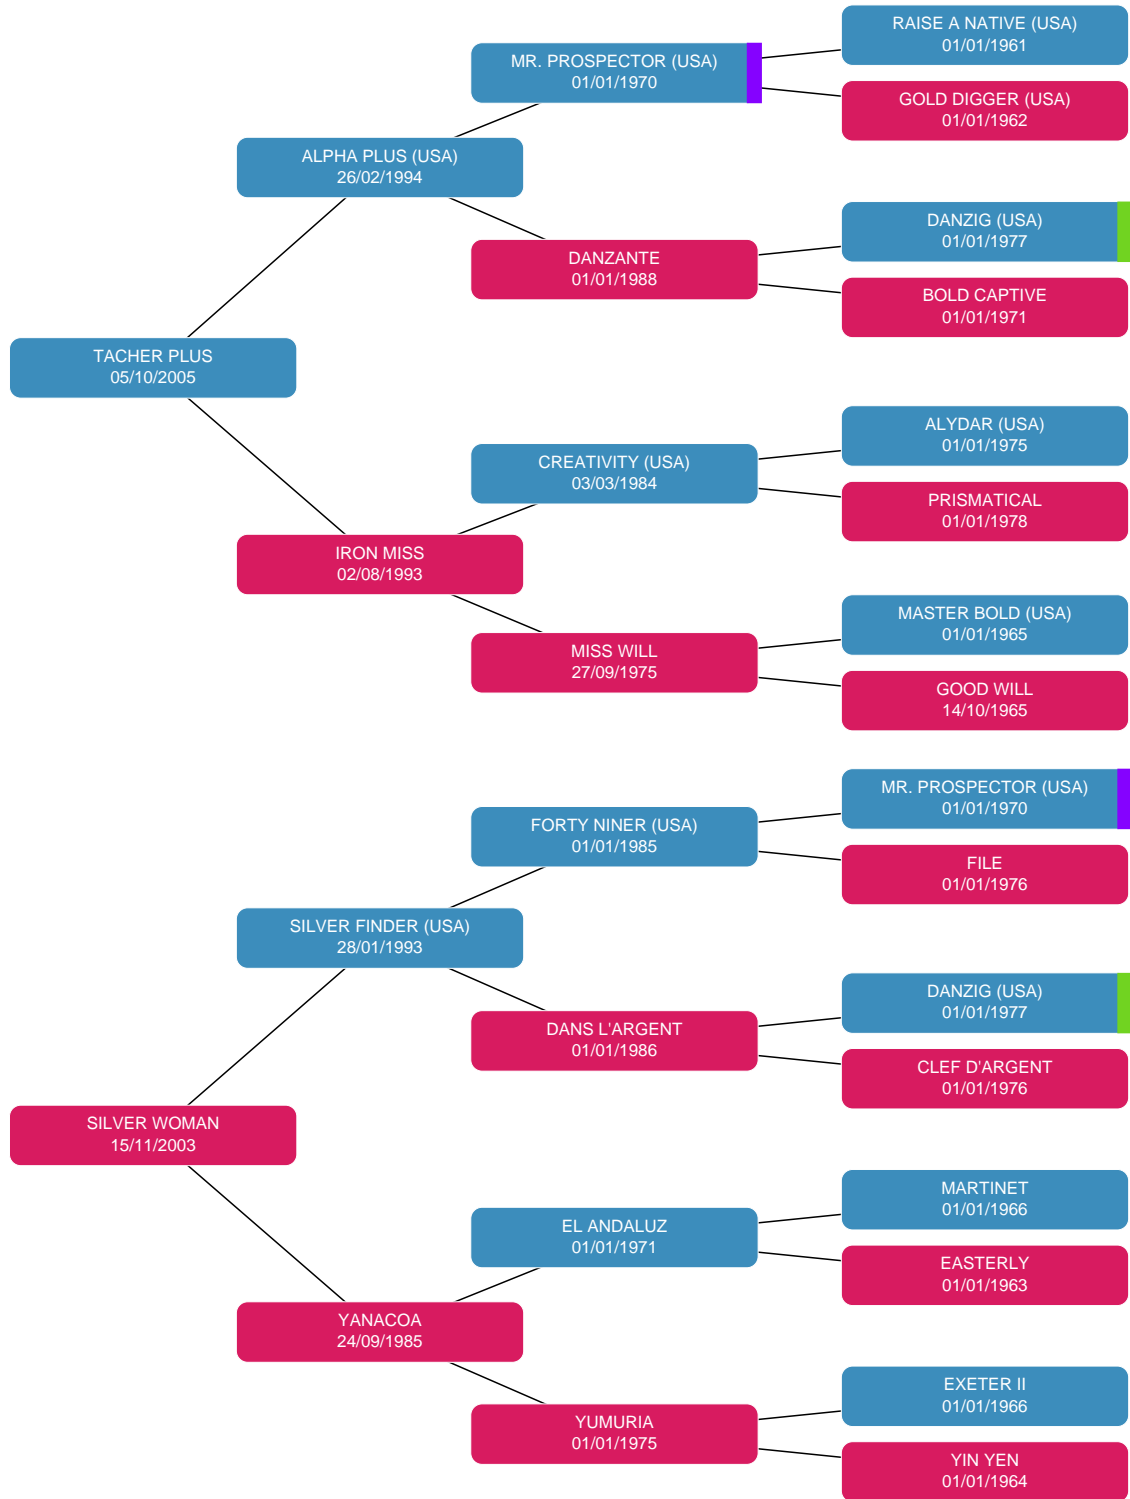 RAISE A NATIVE (USA)
01/01/1961
MR. PROSPECTOR (USA)
01/01/1970
GOLD DIGGER (USA)
01/01/1962
ALPHA PLUS (USA)
26/02/1994
DANZIG (USA)
01/01/1977
DANZANTE
01/01/1988
BOLD CAPTIVE
01/01/1971
TACHER PLUS
05/10/2005
ALYDAR (USA)
01/01/1975
CREATIVITY (USA)
03/03/1984
PRISMATICAL
01/01/1978
IRON MISS
02/08/1993
MASTER BOLD (USA)
01/01/1965
MISS WILL
27/09/1975
GOOD WILL
14/10/1965
MR. PROSPECTOR (USA)
01/01/1970
FORTY NINER (USA)
01/01/1985
FILE
01/01/1976
SILVER FINDER (USA)
28/01/1993
DANZIG (USA)
01/01/1977
DANS L'ARGENT
01/01/1986
CLEF D'ARGENT
01/01/1976
SILVER WOMAN
15/11/2003
MARTINET
01/01/1966
EL ANDALUZ
01/01/1971
EASTERLY
01/01/1963
YANACOA
24/09/1985
EXETER II
01/01/1966
YUMURIA
01/01/1975
YIN YEN
01/01/1964